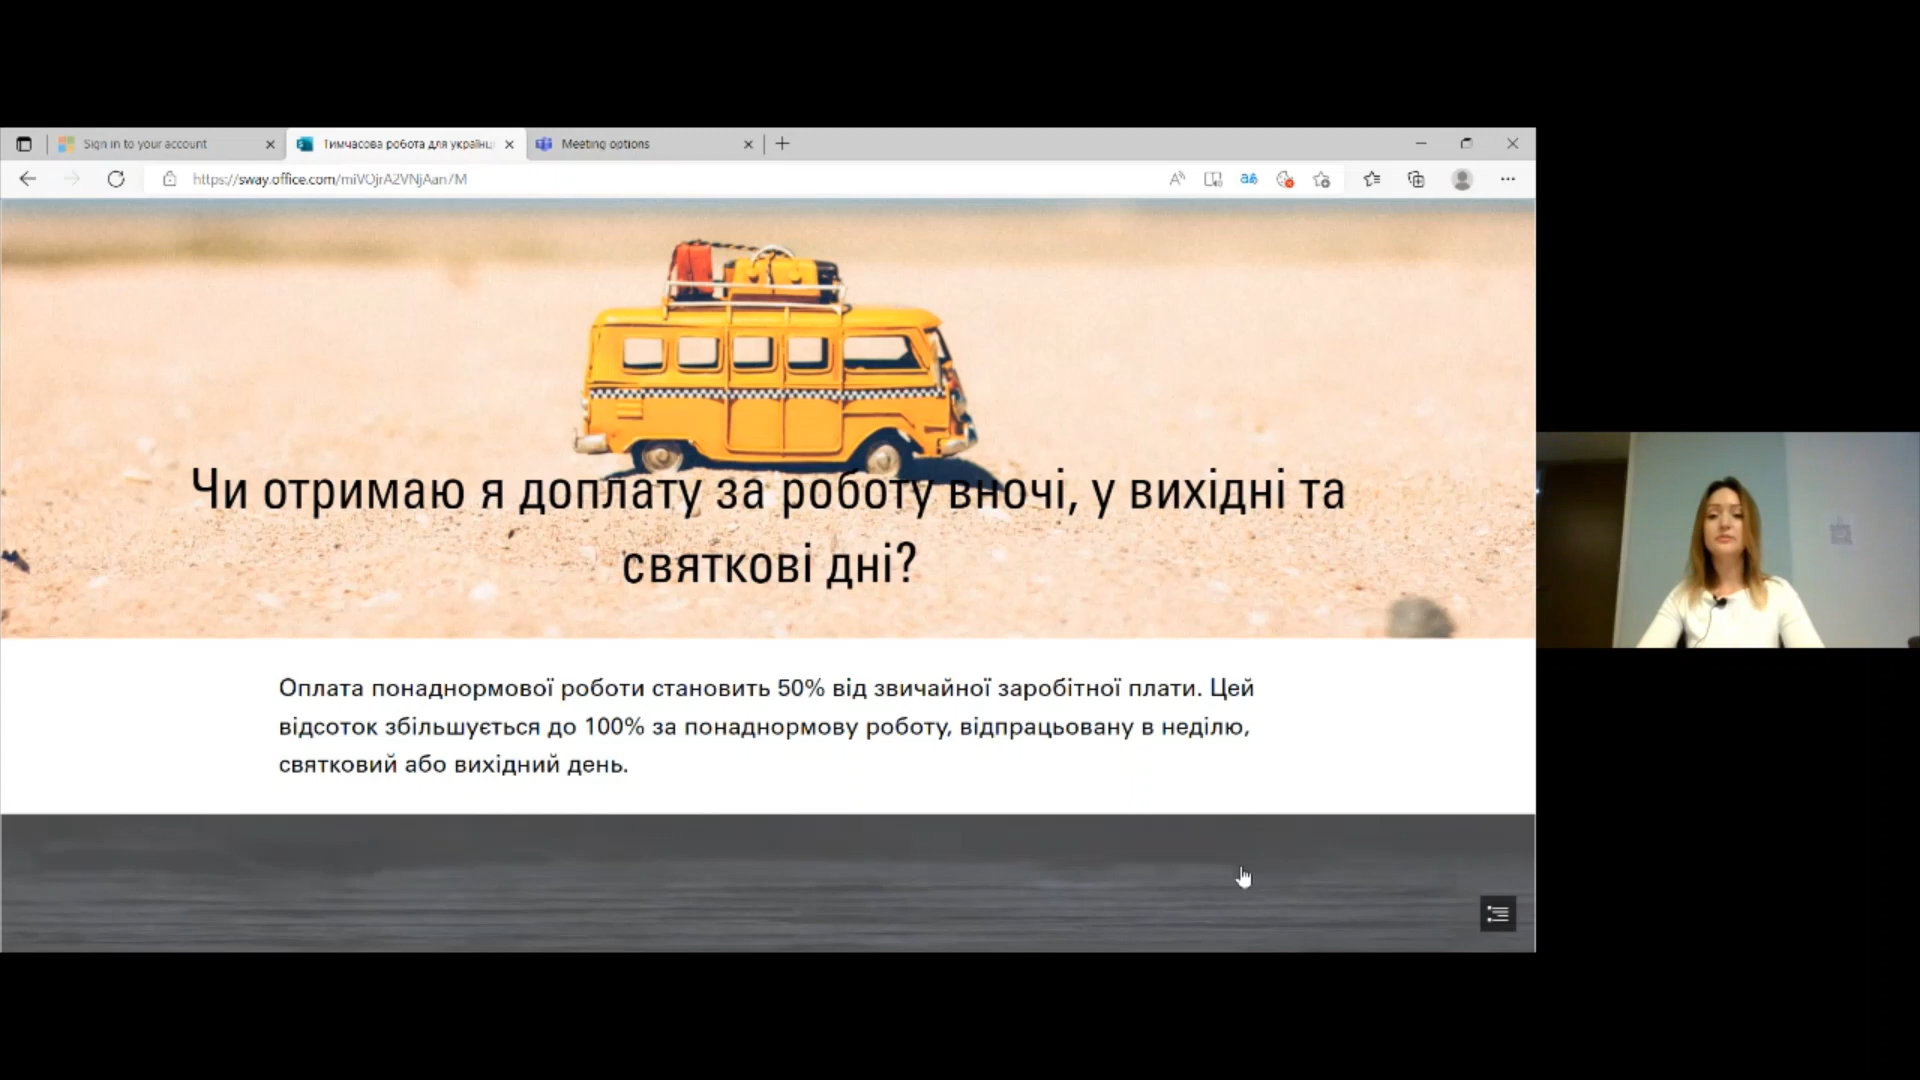 Sign in to your account
Тимчасова робота для українц
Meeting options
https://sway.office.com/miVOjrA2VNjAan7M
Чи отримаю я доплату за роботу вночі, у вихідні та
святкові дні?
Оплата понаднормової роботи становить 50% від звичайної заробітної плати. Цей
відсоток збільшується до 100% за понаднормову роботу, відпрацьовану в неділю,
святковий або вихідний день.